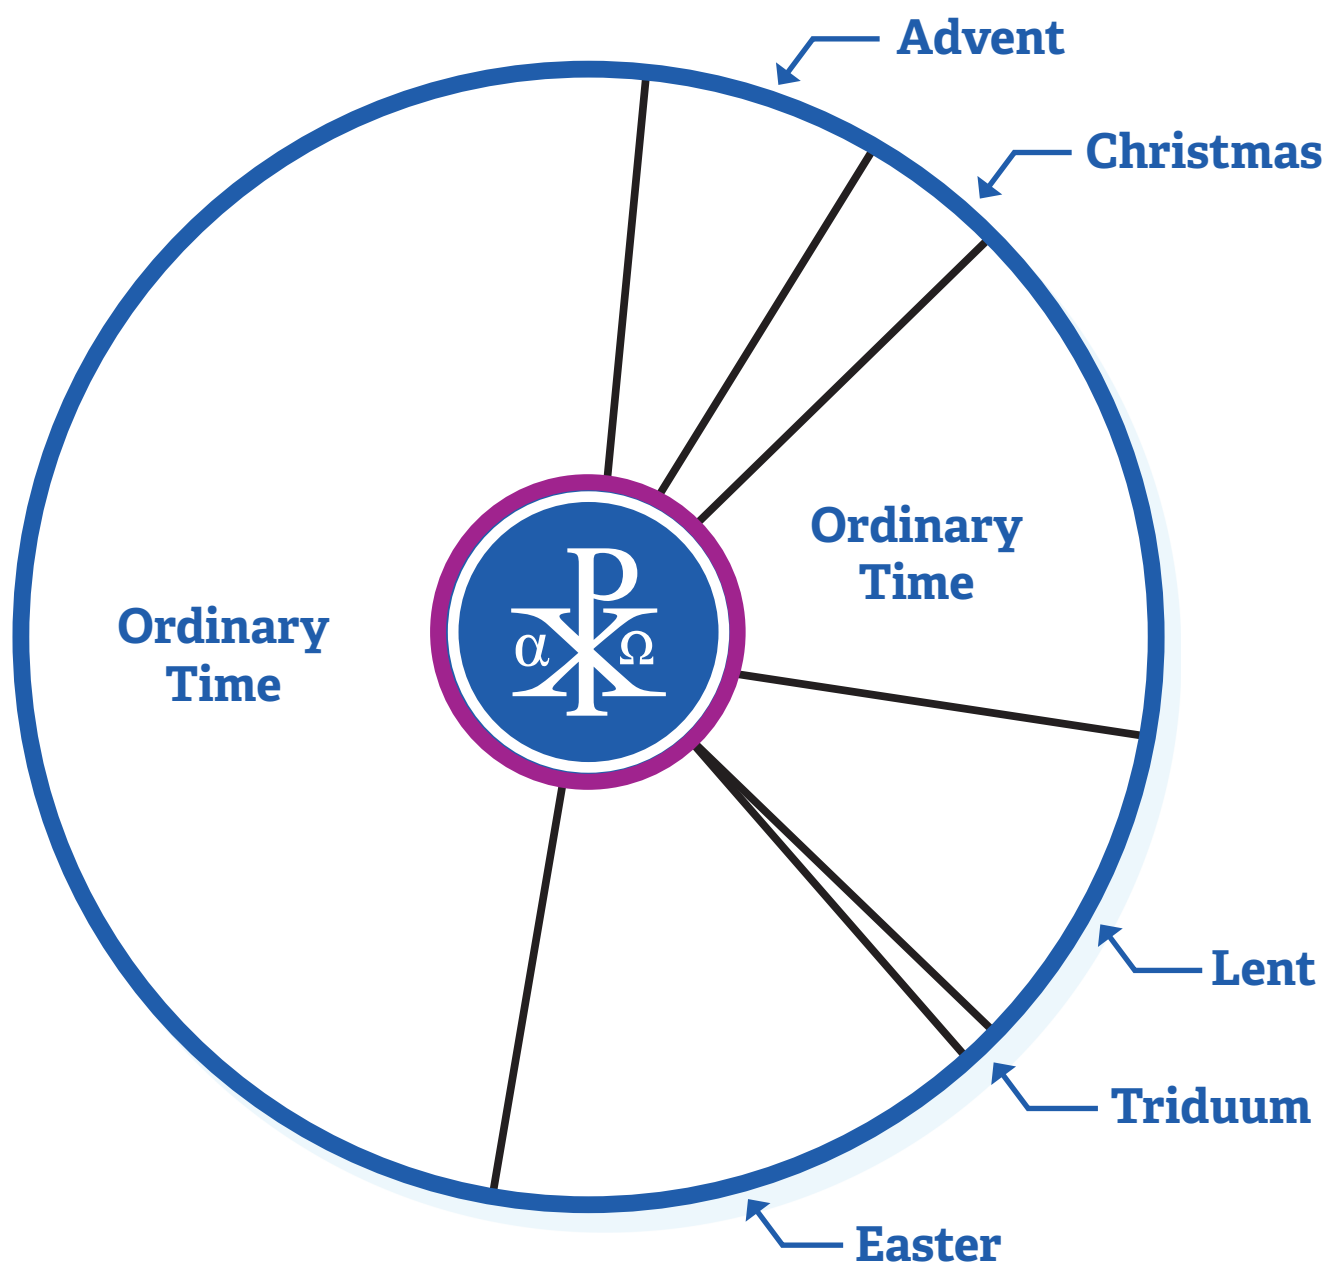 Advent
Christmas
Ordinary
Time
P
α X Ω
Ordinary
Time
Lent
Triduum
Easter